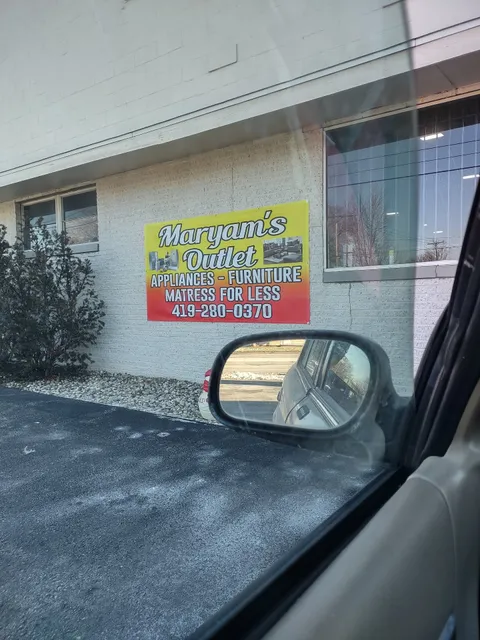 Maryam's
Outlet
APPLIANCES - FURNITURE
MATRESS FOR LESS
419-280-0370